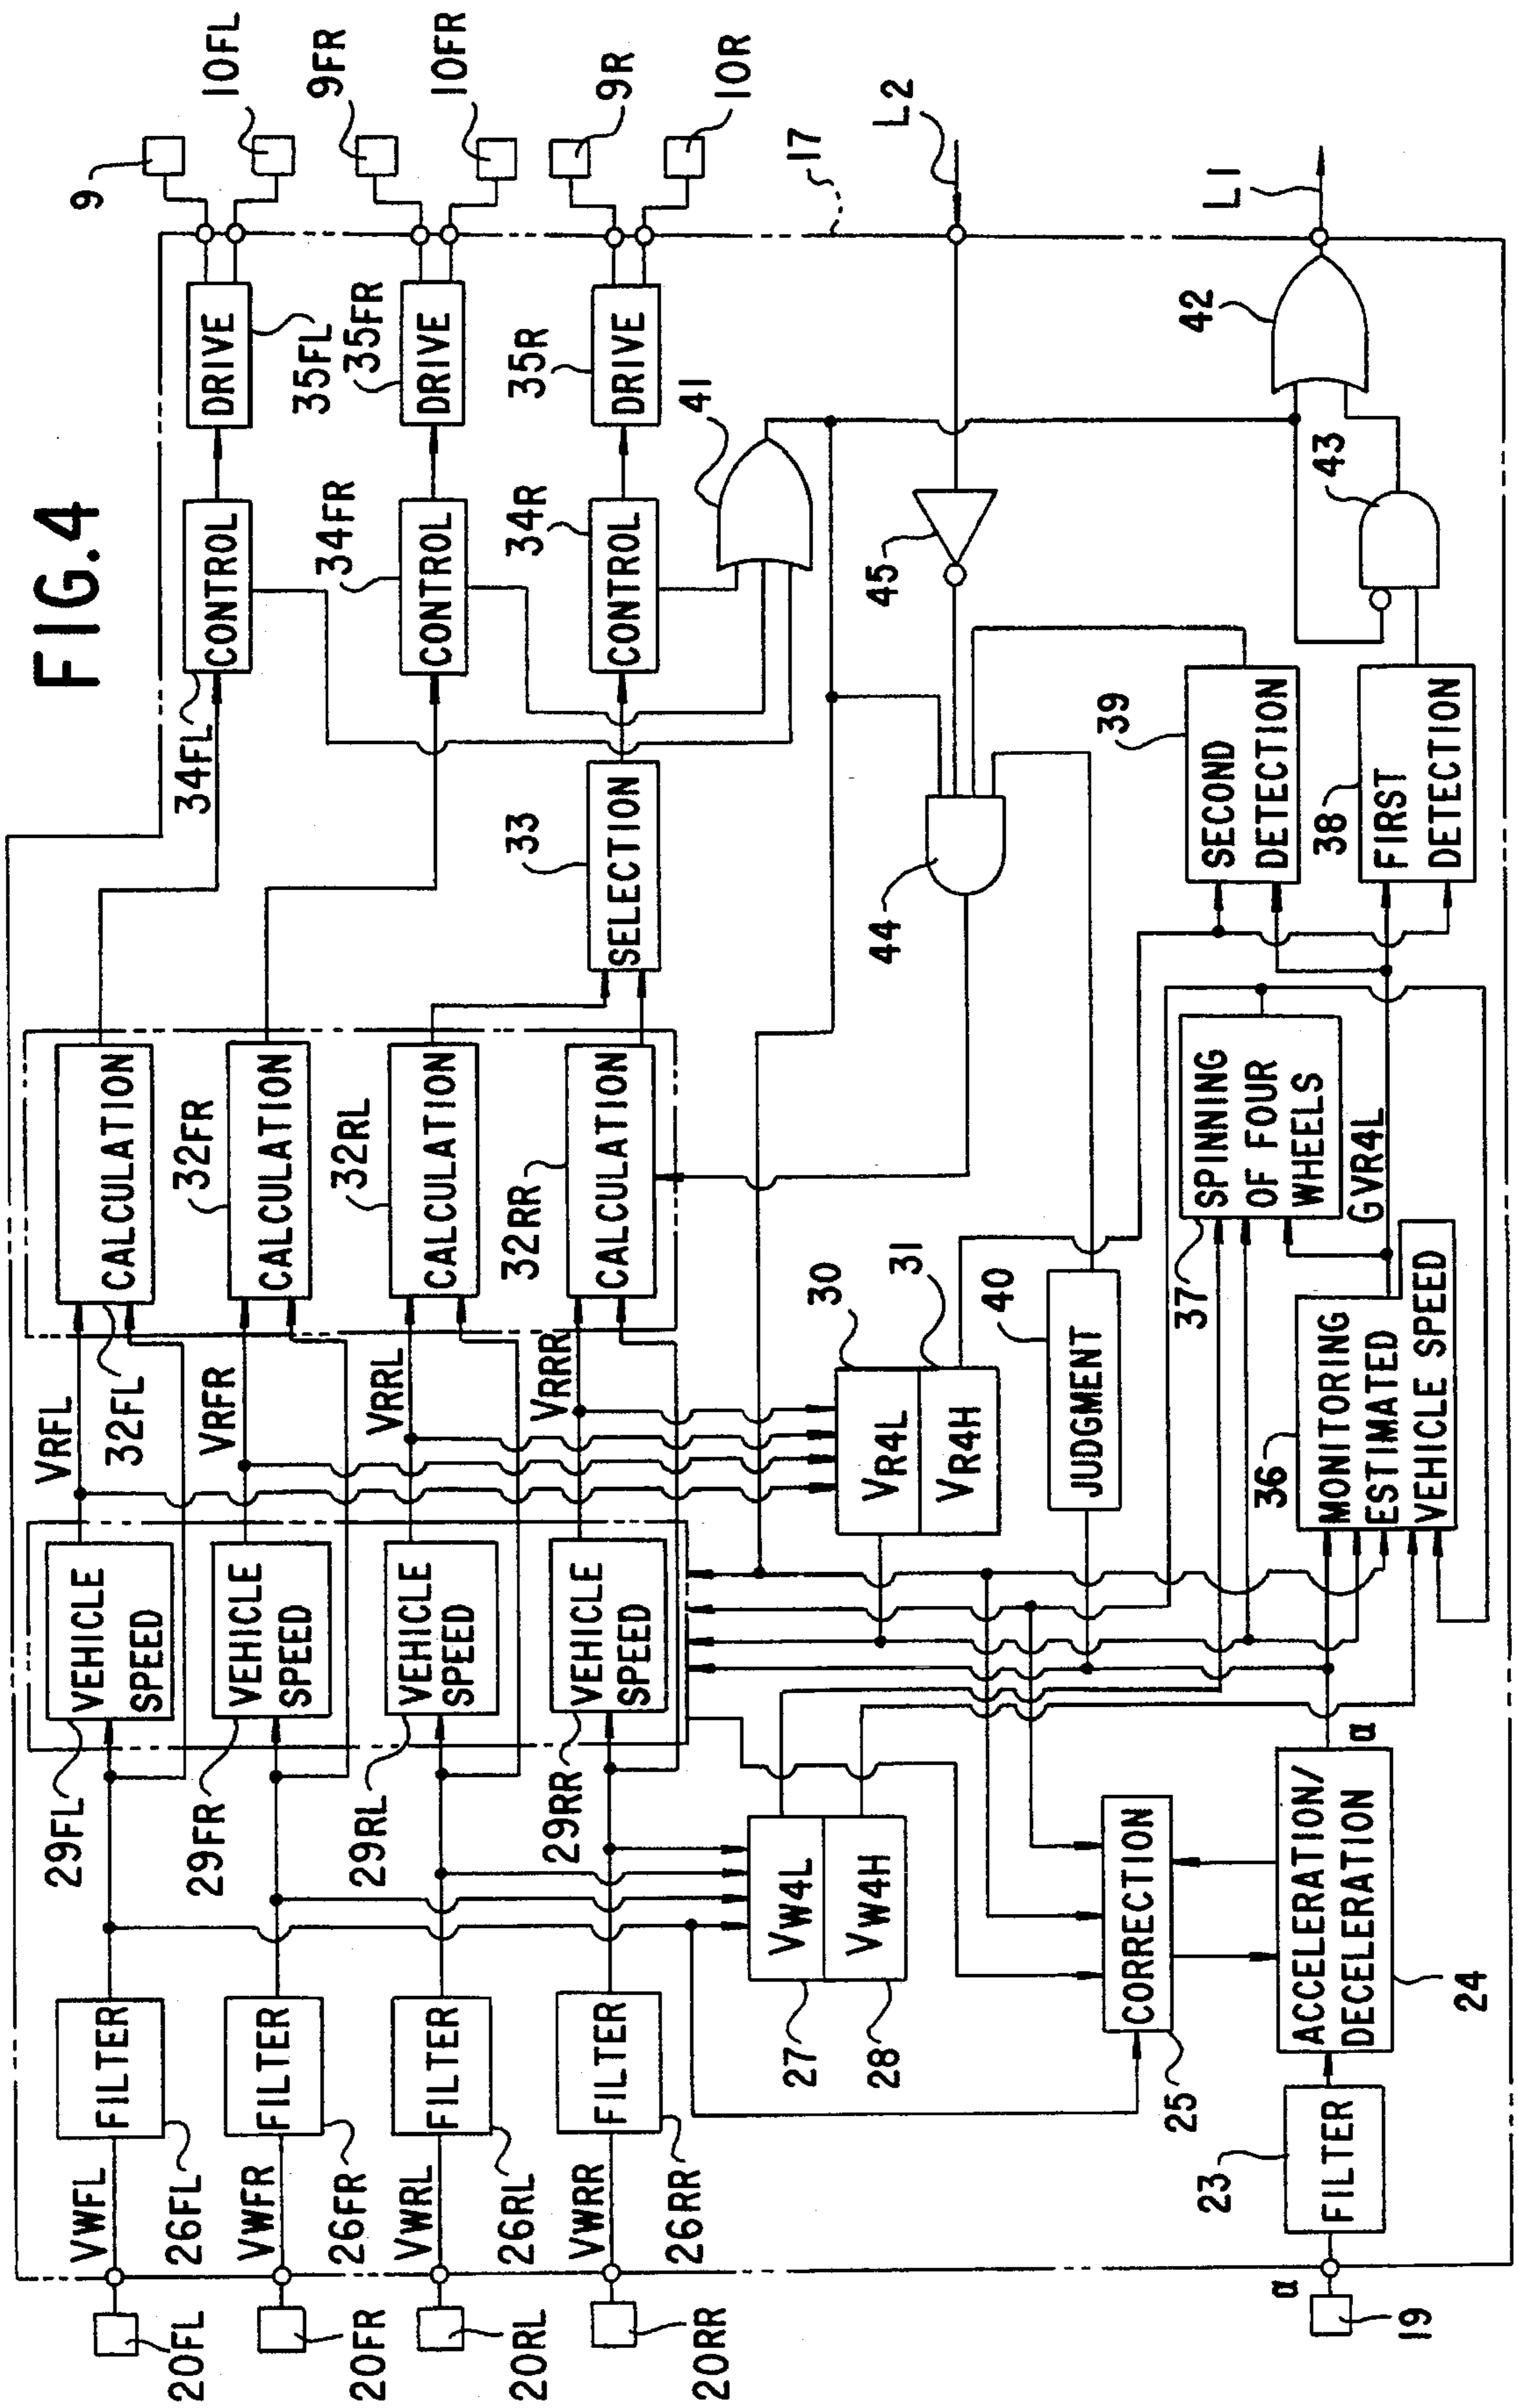 FIG.4
20FL
VWFL
26FL
FILTER
29FL
VEHICLE
SPEED
VRFL
32FL
CALCULATION
34FL
CONTROL
DRIVE
35FL
9
10FL
20FR
VWFR
26FR
FILTER
29FR
VEHICLE
SPEED
VRFR
32FR
CALCULATION
34FR
CONTROL
DRIVE
35FR
9FR
10FR
20RL
VWRL
26RL
FILTER
29RL
VEHICLE
SPEED
VRRL
32RL
CALCULATION
33
SELECTION
34R
CONTROL
DRIVE
35R
9R
10R
20RR
VWRR
26RR
FILTER
29RR
VEHICLE
SPEED
VRRR
32RR
CALCULATION
41
17
27
VW4L
28
VW4H
30
VR4L
31
VR4H
44
45
L2
25
CORRECTION
40
JUDGMENT
37
SPINNING
OF FOUR
WHEELS
GVR4L
39
SECOND
DETECTION
42
L1
19
α
23
FILTER
24
ACCELERATION/
DECELERATION
α
36
MONITORING
ESTIMATED
VEHICLE SPEED
38
FIRST
DETECTION
43